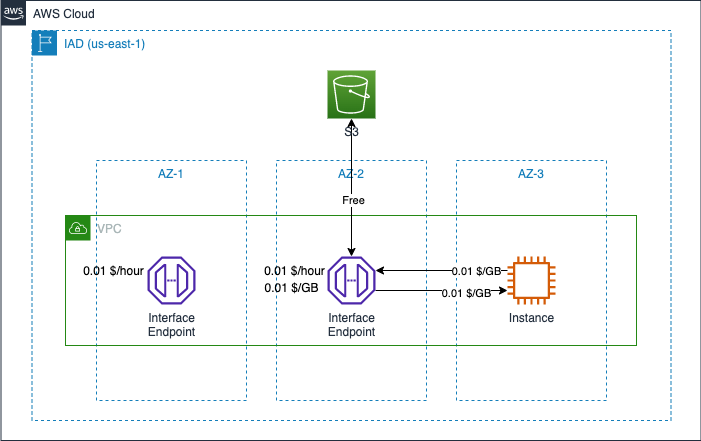 aws
AWS Cloud
IAD (us-east-1)
S3
AZ-1
AZ-2
AZ-3
Free
VPC
0.01 $/hour
0.01 $/hour
0.01 $/GB
0.01 $/GB
0.01 $/GB
Interface
Endpoint
Interface
Endpoint
Instance